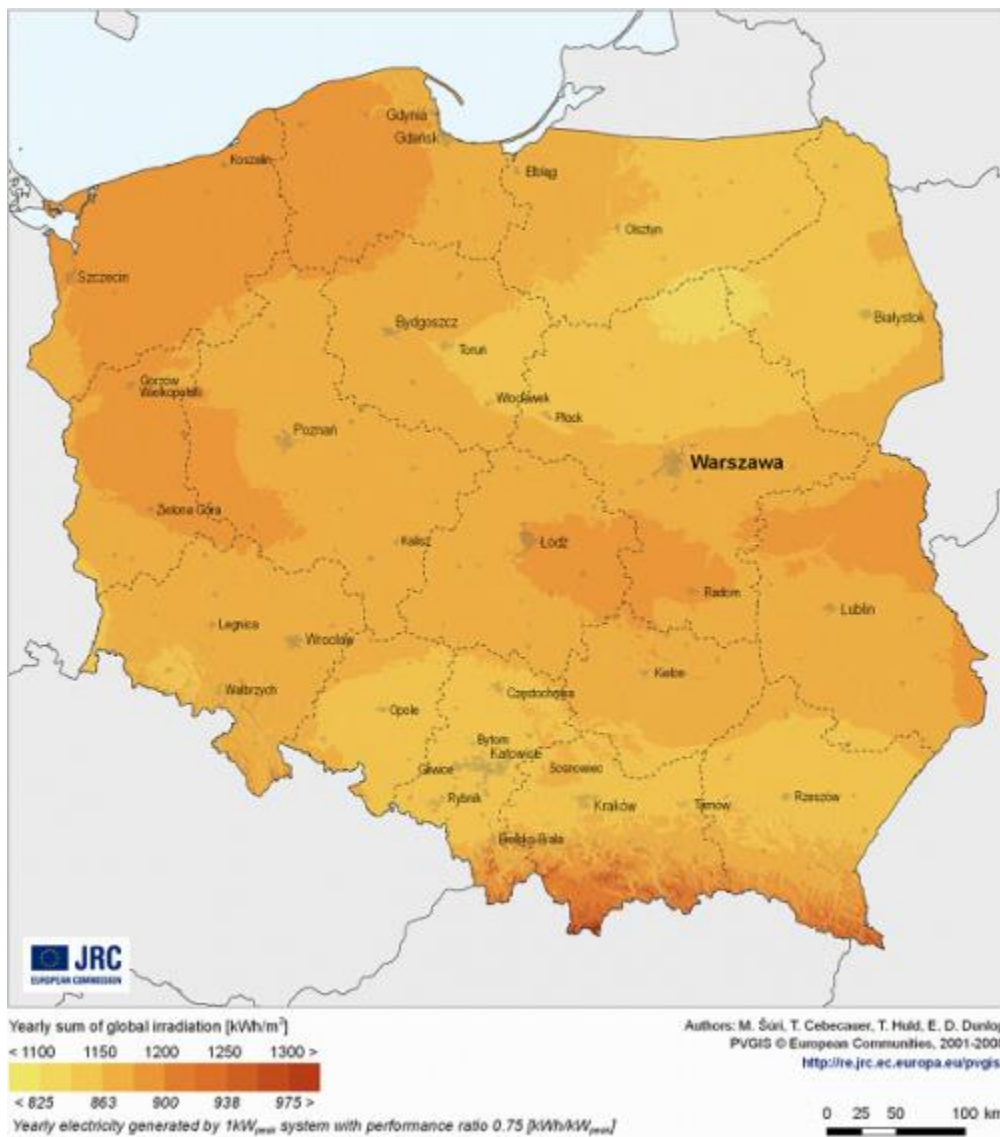 Gdynia
Gdańsk
Koszalin
Elbląg
Olsztyn
Szczecin
Białystok
Bydgoszcz
Toruń
Gorzów
Wielkopolski
Włocławek
Płock
Poznań
Warszawa
Zielona Góra
Kalisz
Łódź
Radom
Lublin
Legnica
Wrocław
Kielce
Wałbrzych
Częstochowa
Opole
Bytom
Katowice
Gliwice
Sosnowiec
Rybnik
Kraków
Tarnów
Rzeszów
Bielsko-Biała
JRC
EUROPEAN COMMISSION
Yearly sum of global irradiation [kWh/m²]
< 1100 1150 1200 1250 1300 >
< 825 863 900 938 975 >
Yearly electricity generated by 1kWpeak system with performance ratio 0.75 [kWh/kWpeak]
Authors: M. Šúri, T. Cebecauer, T. Huld, E. D. Dunlop
PVGIS © European Communities, 2001-2008
http://re.jrc.ec.europa.eu/pvgis/
0 25 50 100 km